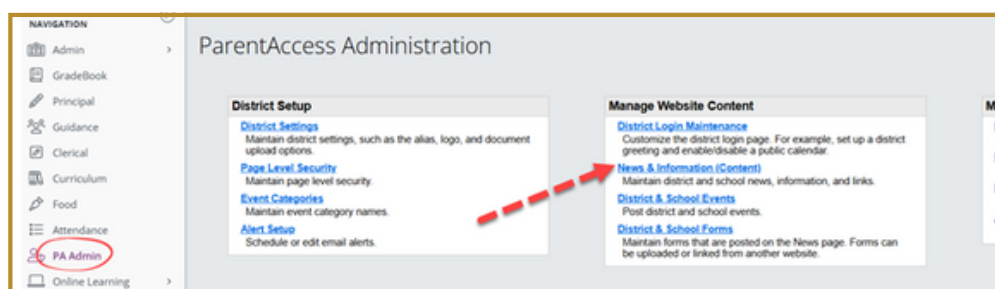 NAVIGATION
Admin
GradeBook
Principal
Guidance
Clerical
Curriculum
Food
Attendance
PA Admin
Online Learning
ParentAccess Administration
District Setup
District Settings
Maintain district settings, such as the alias, logo, and document
upload options.
Page Level Security
Maintain page level security.
Event Categories
Maintain event category names.
Alert Setup
Schedule or edit email alerts.
Manage Website Content
District Login Maintenance
Customize the district login page. For example, set up a district
greeting and enable/disable a public calendar.
News & Information (Content)
Maintain district and school news, information, and links.
District & School Events
Post district and school events.
District & School Forms
Maintain forms that are posted on the News page. Forms can
be uploaded or linked from another website.
M